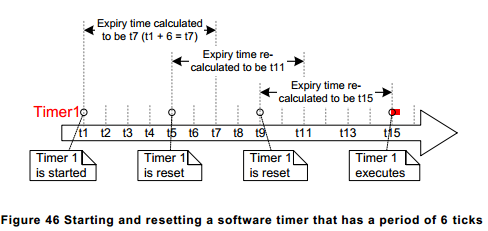 Expiry time calculated
to be t7 (t1 + 6 = t7)
Expiry time re-
calculated to be t11
Expiry time re-
calculated to be t15
Timer1
t1 t2 t3 t4 t5 t6 t7 t8 t9 t11 t13 t15
Timer 1
is started
Timer 1
is reset
Timer 1
is reset
Timer 1
executes
Figure 46 Starting and resetting a software timer that has a period of 6 ticks